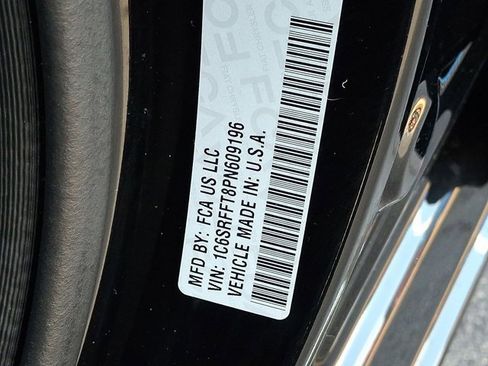 MFD BY: FCA US LLC
VIN: 1C6SRFFT8PN609196
VEHICLE MADE IN: U.S.A.